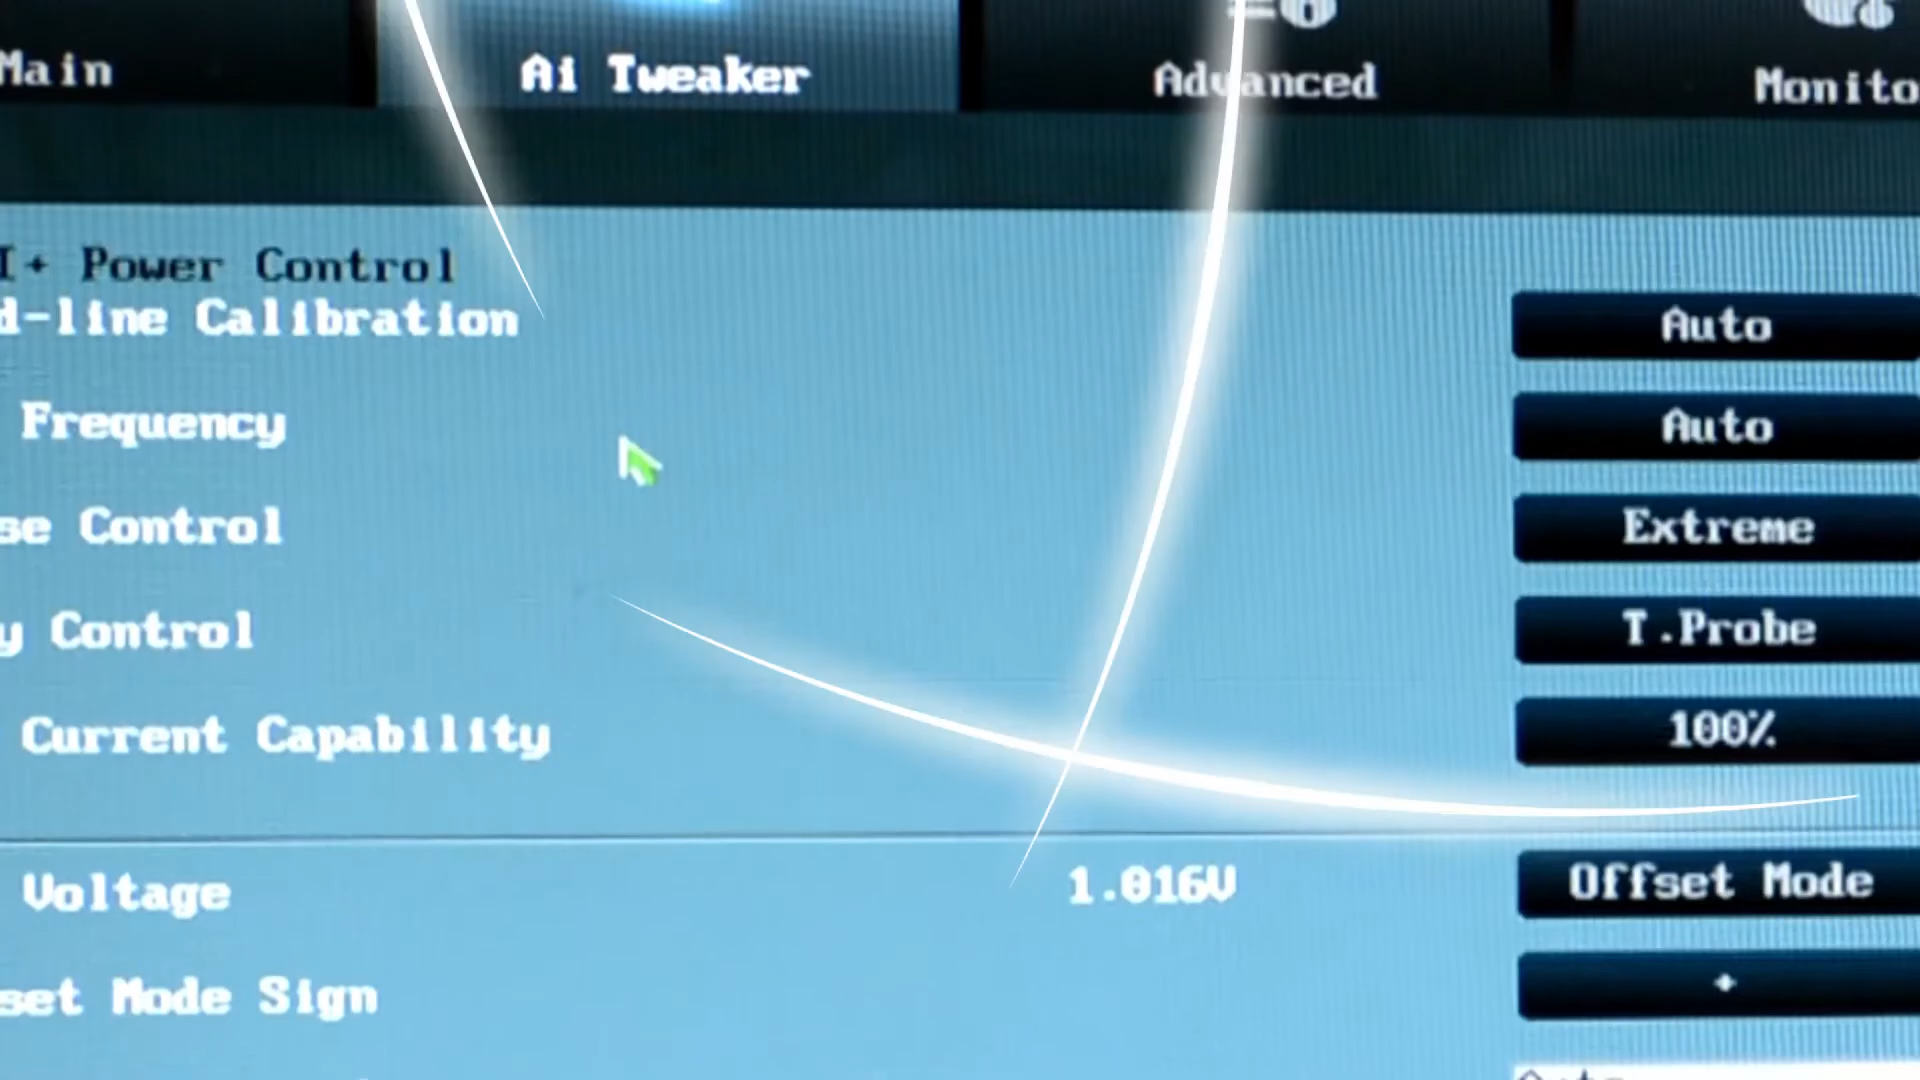 Main Ai Tweaker Advanced Monito
I+ Power Control
d-line Calibration Auto
Frequency Auto
se Control Extreme
y Control T.Probe
Current Capability 100%
Voltage 1.016V Offset Mode
set Mode Sign +